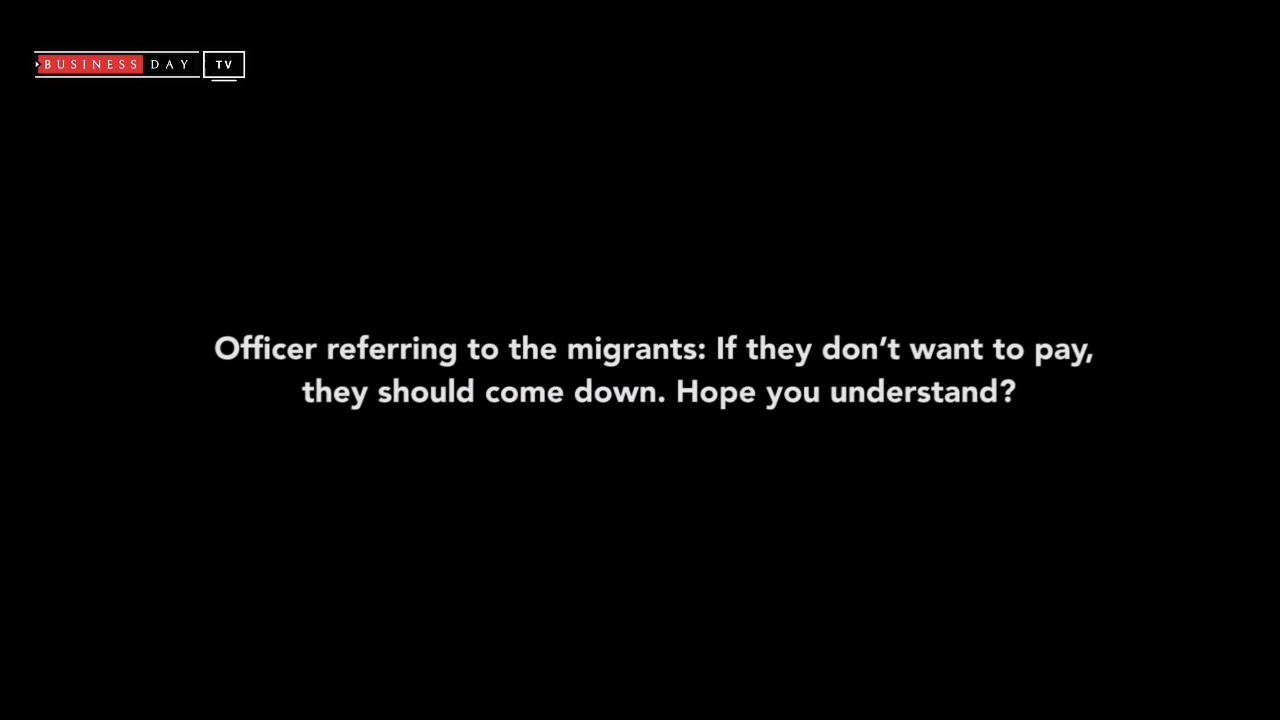 BUSINESS DAY TV
Officer referring to the migrants: If they don't want to pay,
they should come down. Hope you understand?